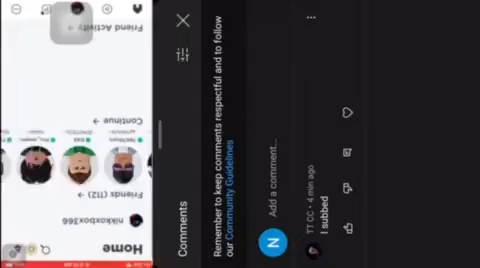 Home
nikkoxbox366
Friends (112) →
Continue →
Friend Activity →
Comments
Remember to keep comments respectful and to follow
our Community Guidelines
N
Add a comment...
TT CC • 4 min ago
I subbed